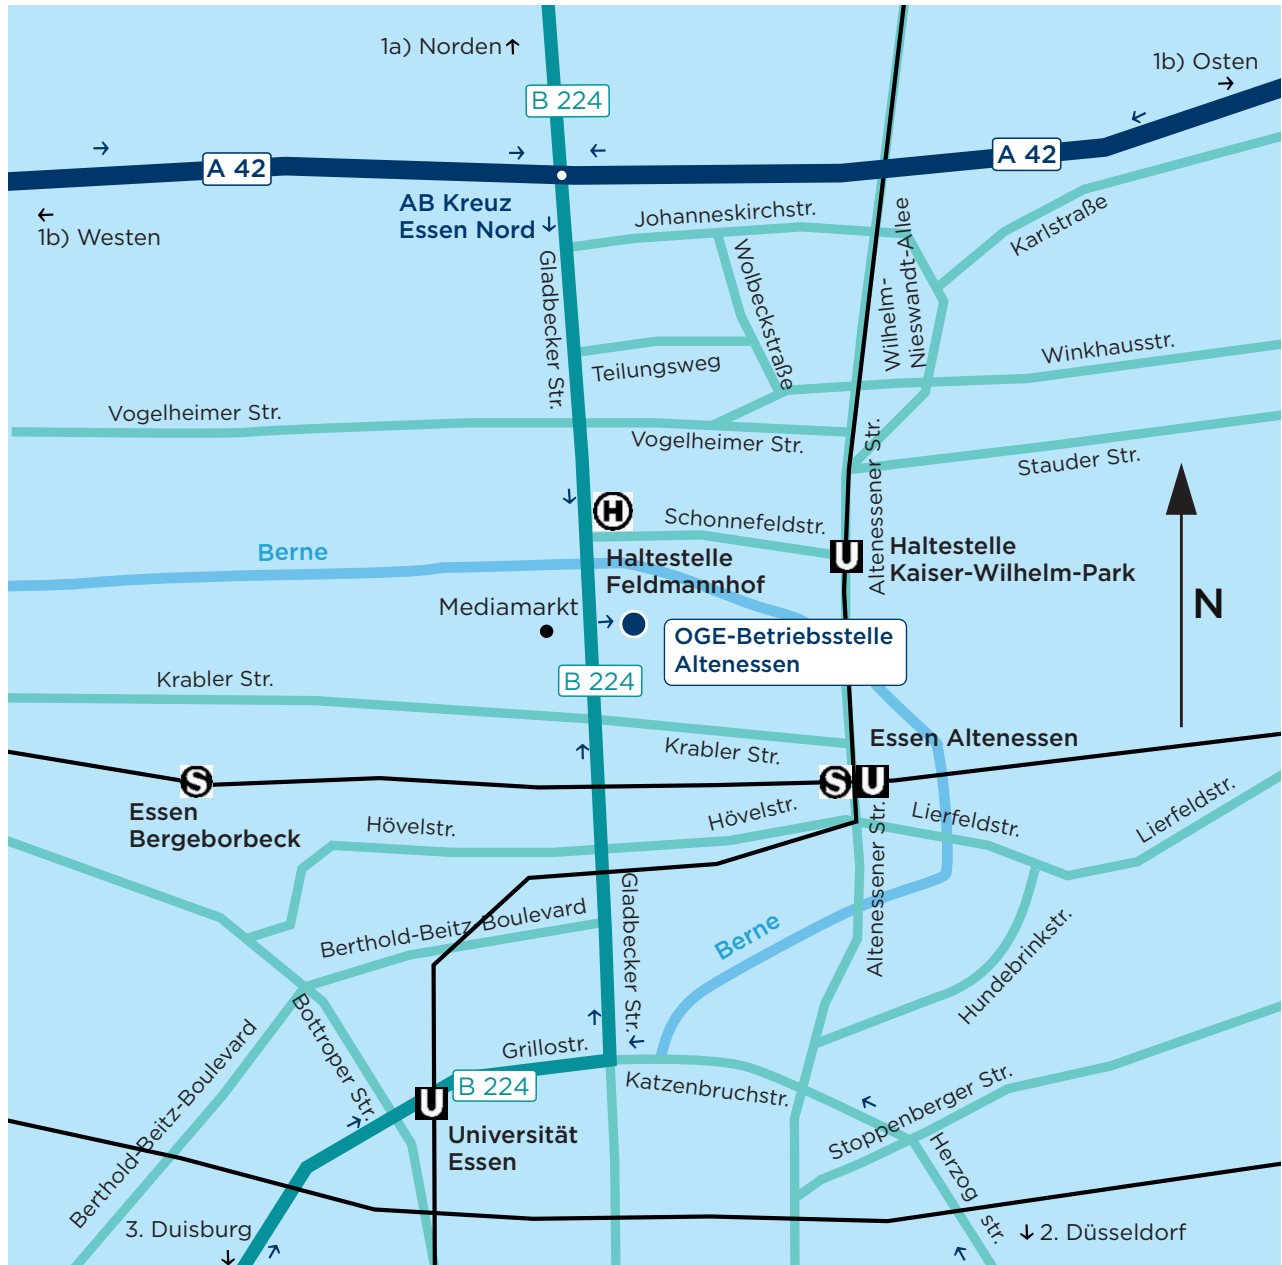 1a) Norden
1b) Osten
B 224
A 42
A 42
AB Kreuz
Essen Nord
1b) Westen
Johanneskirchstr.
Karlstraße
Wolbeckstraße
Wilhelm-
Nieswandt-Allee
Gladbecker Str.
Teilungsweg
Winkhausstr.
Vogelheimer Str.
Vogelheimer Str.
Altenessener Str.
Stauder Str.
H
Schonnefeldstr.
Haltestelle
Feldmannhof
U
Haltestelle
Kaiser-Wilhelm-Park
Berne
Mediamarkt
OGE-Betriebsstelle
Altenessen
N
B 224
Krabler Str.
Krabler Str.
Essen Altenessen
S
Essen
Bergeborbeck
S
U
Hövelstr.
Hövelstr.
Lierfeldstr.
Lierfeldstr.
Altenessener Str.
Gladbecker Str.
Berthold-Beitz-Boulevard
Berne
Hundebrinkstr.
Bottroper Str.
Berthold-Beitz-Boulevard
Grillostr.
B 224
Katzenbruchstr.
U
Universität
Essen
Stoppenberger Str.
Herzog str.
3. Duisburg
2. Düsseldorf